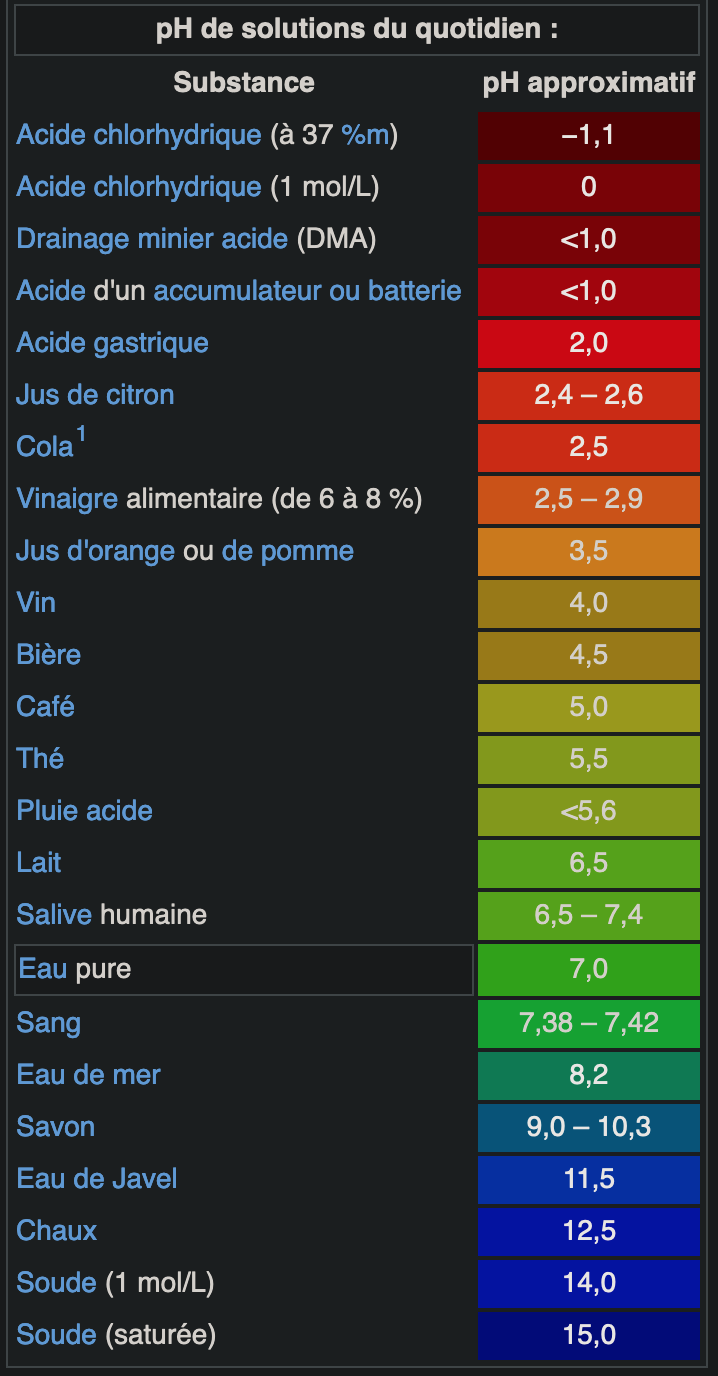 pH de solutions du quotidien :
Substance pH approximatif
Acide chlorhydrique (à 37 %m) −1,1
Acide chlorhydrique (1 mol/L) 0
Drainage minier acide (DMA) <1,0
Acide d'un accumulateur ou batterie <1,0
Acide gastrique 2,0
Jus de citron 2,4 – 2,6
Cola¹ 2,5
Vinaigre alimentaire (de 6 à 8 %) 2,5 – 2,9
Jus d'orange ou de pomme 3,5
Vin 4,0
Bière 4,5
Café 5,0
Thé 5,5
Pluie acide <5,6
Lait 6,5
Salive humaine 6,5 – 7,4
Eau pure 7,0
Sang 7,38 – 7,42
Eau de mer 8,2
Savon 9,0 – 10,3
Eau de Javel 11,5
Chaux 12,5
Soude (1 mol/L) 14,0
Soude (saturée) 15,0